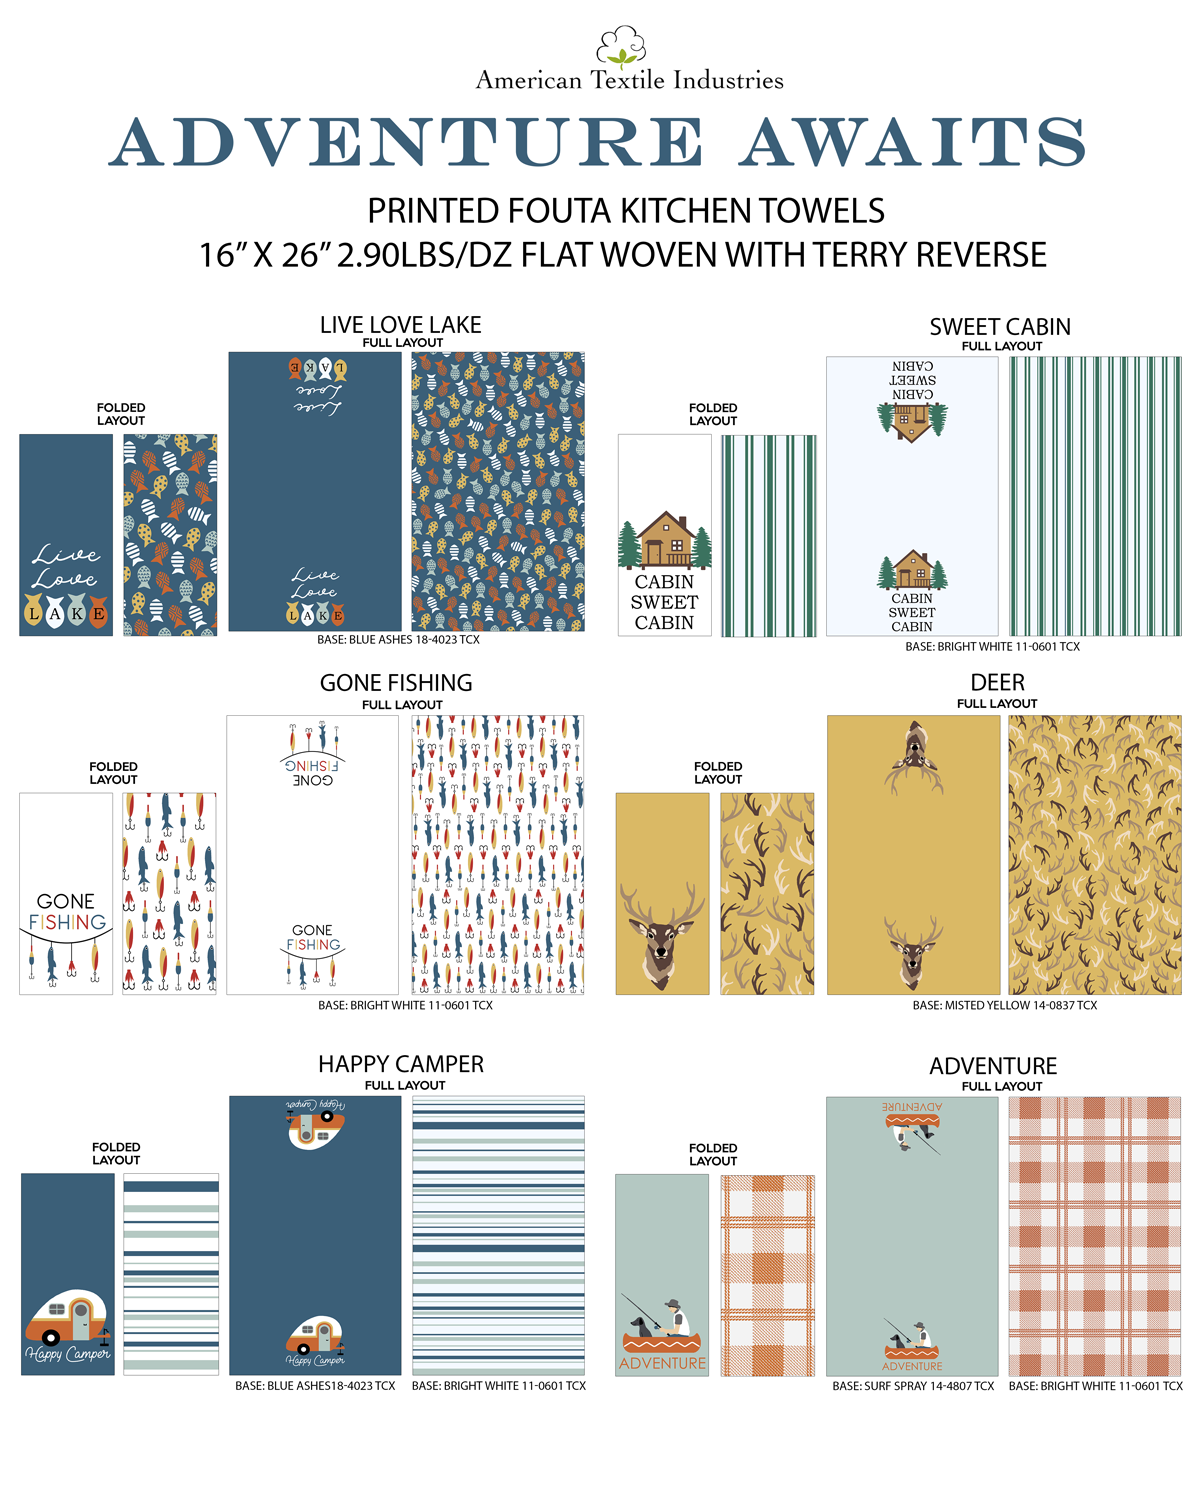 American Textile Industries
ADVENTURE AWAITS
PRINTED FOUTA KITCHEN TOWELS
16” X 26” 2.90LBS/DZ FLAT WOVEN WITH TERRY REVERSE
LIVE LOVE LAKE
FULL LAYOUT
FOLDED
LAYOUT
Live
Love
LAKE
Live
Love
LAKE
Live
Love
LAKE
BASE: BLUE ASHES 18-4023 TCX
SWEET CABIN
FULL LAYOUT
FOLDED
LAYOUT
CABIN
SWEET
CABIN
CABIN
SWEET
CABIN
CABIN
SWEET
CABIN
BASE: BRIGHT WHITE 11-0601 TCX
GONE FISHING
FULL LAYOUT
FOLDED
LAYOUT
GONE
FISHING
GONE
FISHING
GONE
FISHING
BASE: BRIGHT WHITE 11-0601 TCX
DEER
FULL LAYOUT
FOLDED
LAYOUT
BASE: MISTED YELLOW 14-0837 TCX
HAPPY CAMPER
FULL LAYOUT
FOLDED
LAYOUT
Happy Camper
Happy Camper
Happy Camper
BASE: BLUE ASHES18-4023 TCX
BASE: BRIGHT WHITE 11-0601 TCX
ADVENTURE
FULL LAYOUT
FOLDED
LAYOUT
ADVENTURE
ADVENTURE
ADVENTURE
BASE: SURF SPRAY 14-4807 TCX
BASE: BRIGHT WHITE 11-0601 TCX